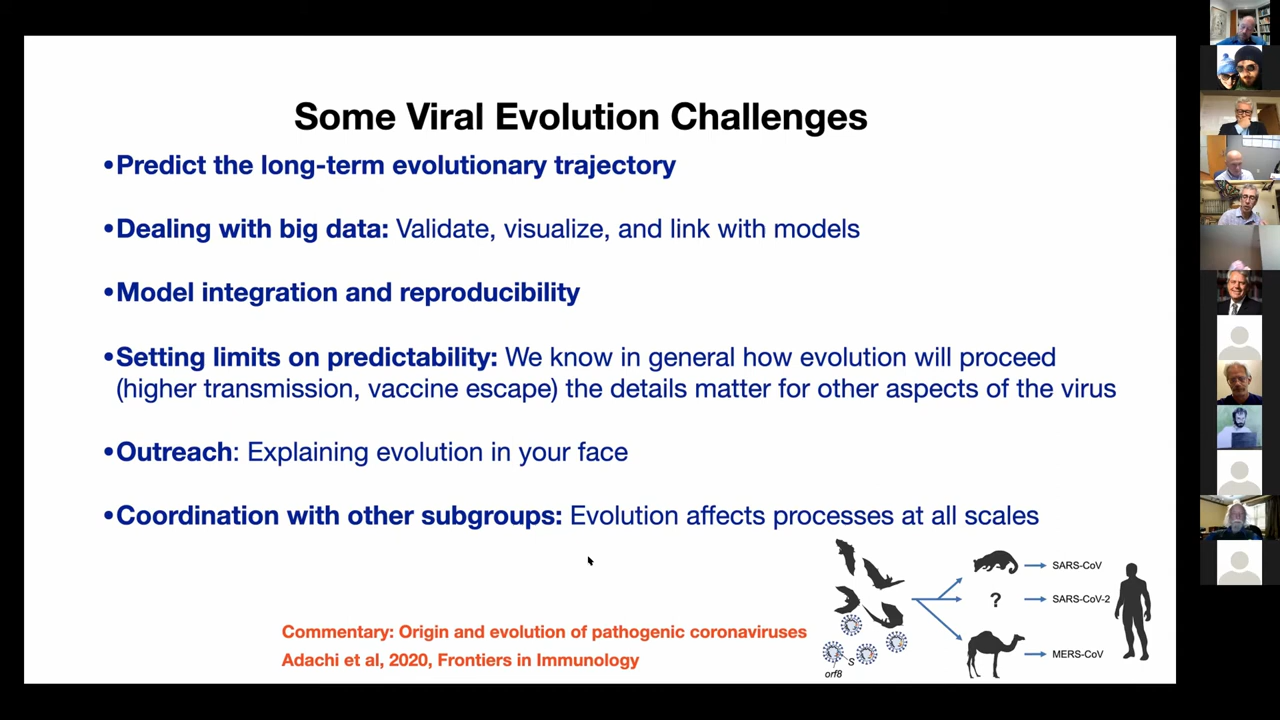 Some Viral Evolution Challenges
•Predict the long-term evolutionary trajectory
•Dealing with big data: Validate, visualize, and link with models
•Model integration and reproducibility
•Setting limits on predictability: We know in general how evolution will proceed
(higher transmission, vaccine escape) the details matter for other aspects of the virus
•Outreach: Explaining evolution in your face
•Coordination with other subgroups: Evolution affects processes at all scales
SARS-CoV
?
SARS-CoV-2
MERS-CoV
S
orf8
Commentary: Origin and evolution of pathogenic coronaviruses
Adachi et al, 2020, Frontiers in Immunology